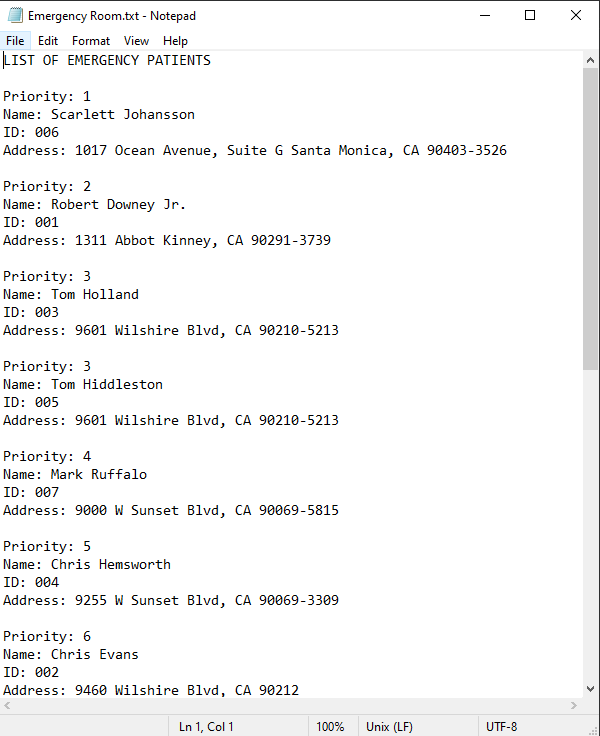 Emergency Room.txt - Notepad
File Edit Format View Help
LIST OF EMERGENCY PATIENTS
Priority: 1
Name: Scarlett Johansson
ID: 006
Address: 1017 Ocean Avenue, Suite G Santa Monica, CA 90403-3526
Priority: 2
Name: Robert Downey Jr.
ID: 001
Address: 1311 Abbot Kinney, CA 90291-3739
Priority: 3
Name: Tom Holland
ID: 003
Address: 9601 Wilshire Blvd, CA 90210-5213
Priority: 3
Name: Tom Hiddleston
ID: 005
Address: 9601 Wilshire Blvd, CA 90210-5213
Priority: 4
Name: Mark Ruffalo
ID: 007
Address: 9000 W Sunset Blvd, CA 90069-5815
Priority: 5
Name: Chris Hemsworth
ID: 004
Address: 9255 W Sunset Blvd, CA 90069-3309
Priority: 6
Name: Chris Evans
ID: 002
Address: 9460 Wilshire Blvd, CA 90212
Ln 1, Col 1 100% Unix (LF) UTF-8